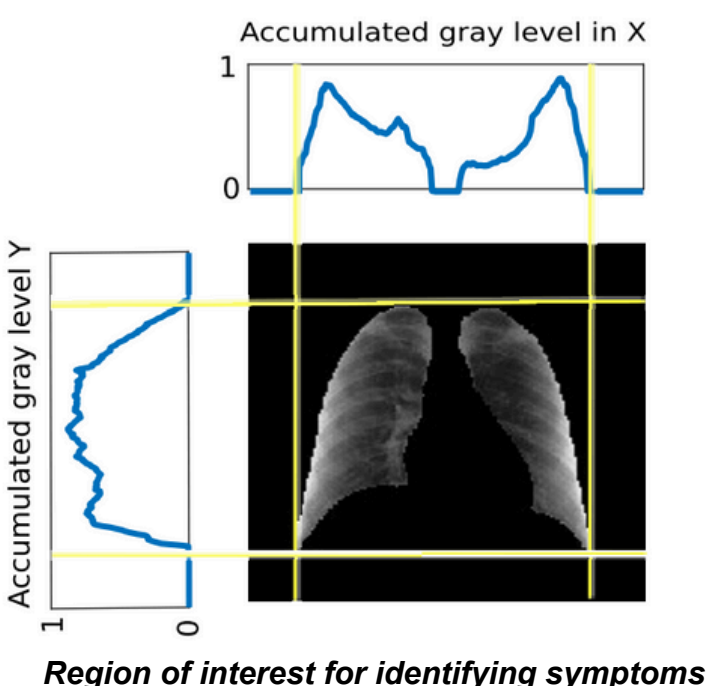 Accumulated gray level in X
1
0
Accumulated gray level Y
1
0
Region of interest for identifying symptoms